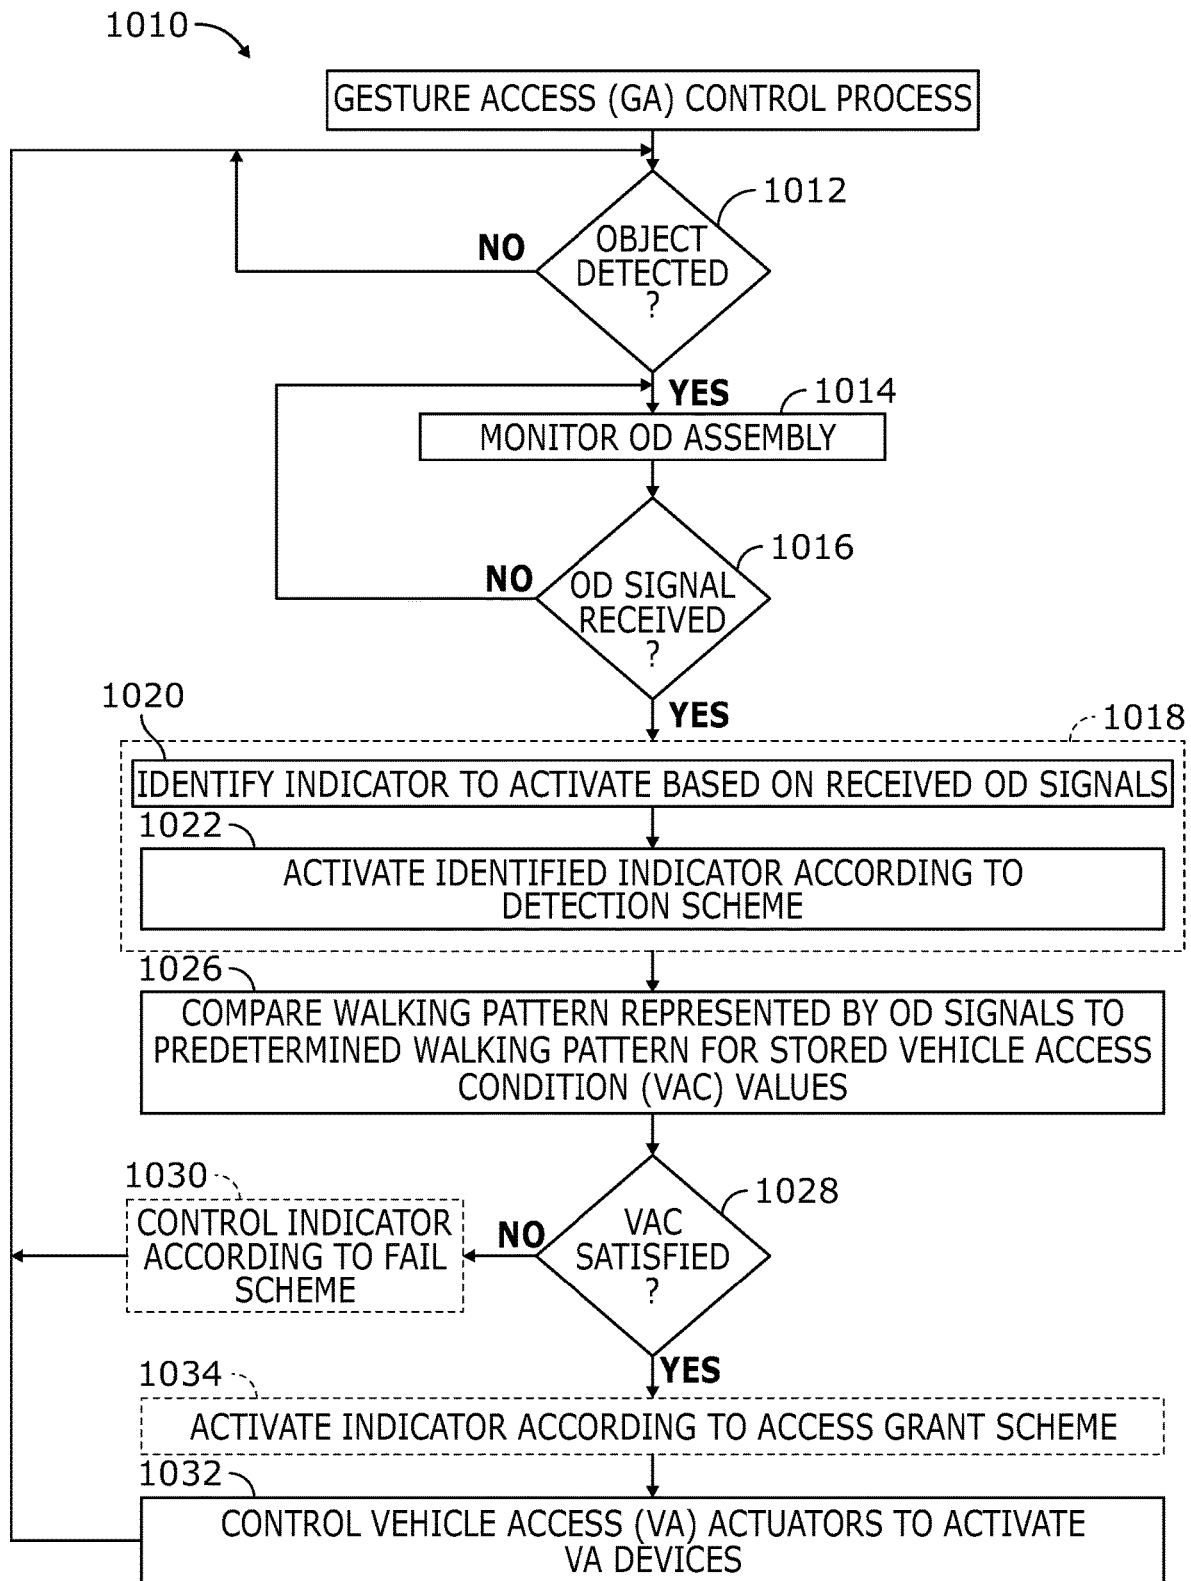 1010
GESTURE ACCESS (GA) CONTROL PROCESS
1012
OBJECT
DETECTED
?
NO
YES
1014
MONITOR OD ASSEMBLY
1016
OD SIGNAL
RECEIVED
?
NO
YES
1018
1020
IDENTIFY INDICATOR TO ACTIVATE BASED ON RECEIVED OD SIGNALS
1022
ACTIVATE IDENTIFIED INDICATOR ACCORDING TO
DETECTION SCHEME
1026
COMPARE WALKING PATTERN REPRESENTED BY OD SIGNALS TO
PREDETERMINED WALKING PATTERN FOR STORED VEHICLE ACCESS
CONDITION (VAC) VALUES
1028
VAC
SATISFIED
?
NO
1030
CONTROL INDICATOR
ACCORDING TO FAIL
SCHEME
YES
1034
ACTIVATE INDICATOR ACCORDING TO ACCESS GRANT SCHEME
1032
CONTROL VEHICLE ACCESS (VA) ACTUATORS TO ACTIVATE
VA DEVICES